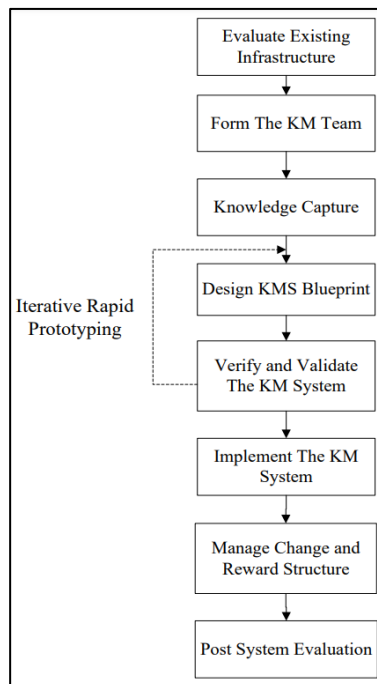 Evaluate Existing
Infrastructure
Form The KM Team
Knowledge Capture
Design KMS Blueprint
Iterative Rapid
Prototyping
Verify and Validate
The KM System
Implement The KM
System
Manage Change and
Reward Structure
Post System Evaluation